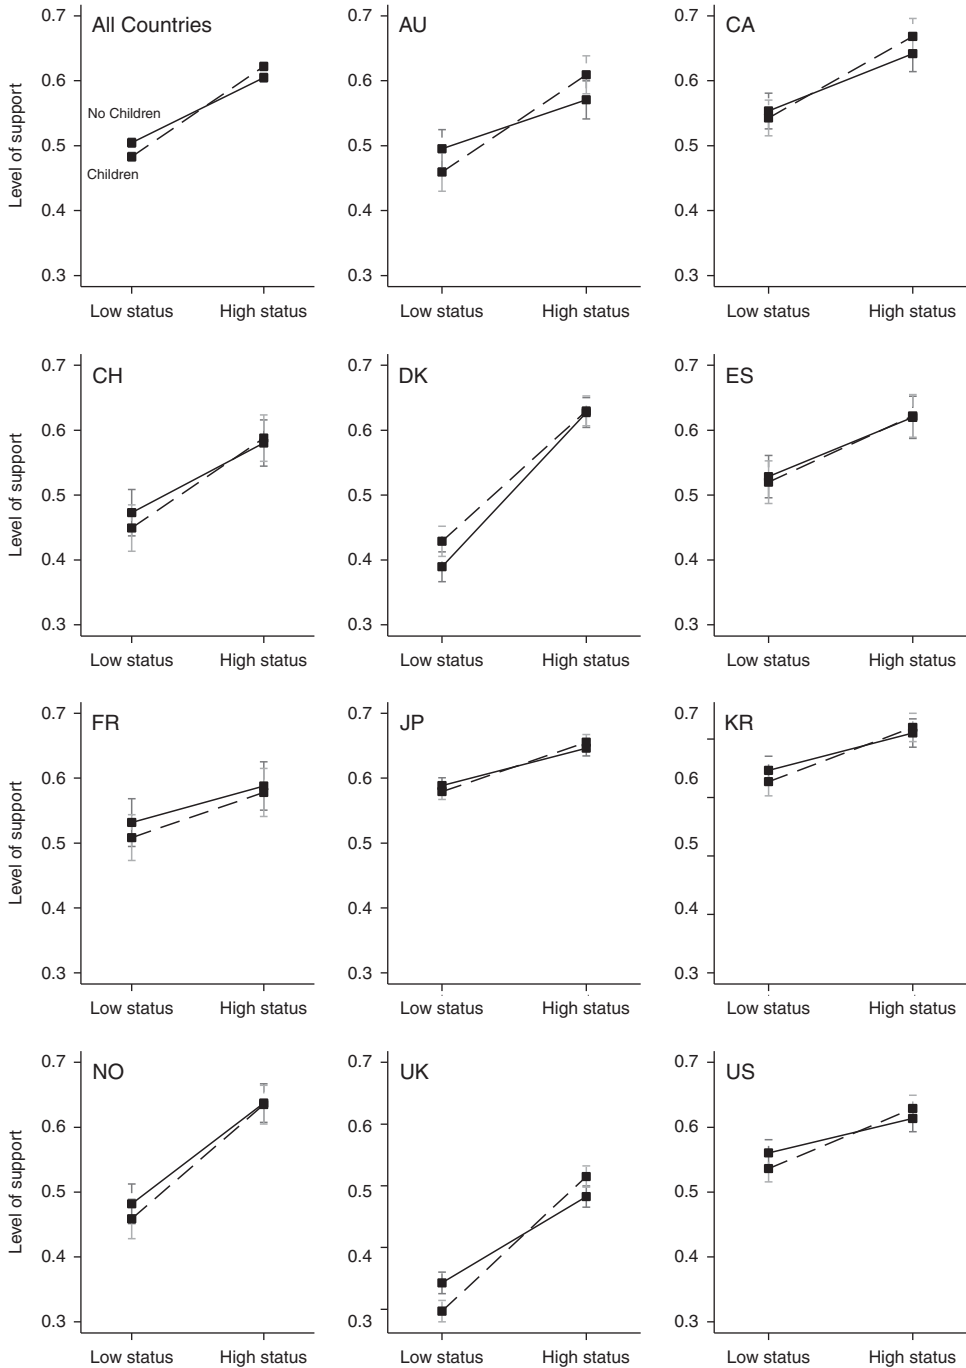 All Countries
0.7
0.6
0.5
0.4
0.3
Level of support
No Children
Children
Low status
High status
AU
0.7
0.6
0.5
0.4
0.3
Low status
High status
CA
0.7
0.6
0.5
0.4
0.3
Low status
High status
CH
0.7
0.6
0.5
0.4
0.3
Level of support
Low status
High status
DK
0.7
0.6
0.5
0.4
0.3
Low status
High status
ES
0.7
0.6
0.5
0.4
0.3
Low status
High status
FR
0.7
0.6
0.5
0.4
0.3
Level of support
Low status
High status
JP
0.7
0.6
0.5
0.4
0.3
Low status
High status
KR
0.7
0.6
0.5
0.4
0.3
Low status
High status
NO
0.7
0.6
0.5
0.4
0.3
Level of support
Low status
High status
UK
0.7
0.6
0.5
0.4
0.3
Low status
High status
US
0.7
0.6
0.5
0.4
0.3
Low status
High status